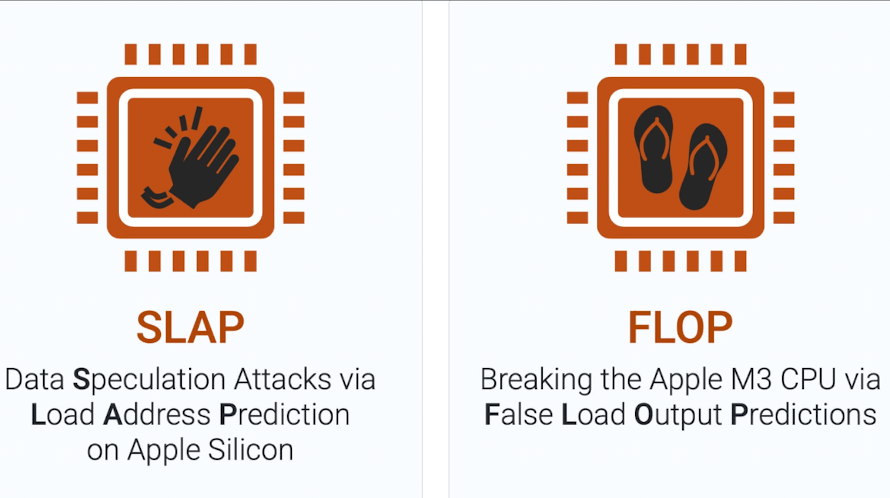 SLAP
Data Speculation Attacks via
Load Address Prediction
on Apple Silicon
FLOP
Breaking the Apple M3 CPU via
False Load Output Predictions